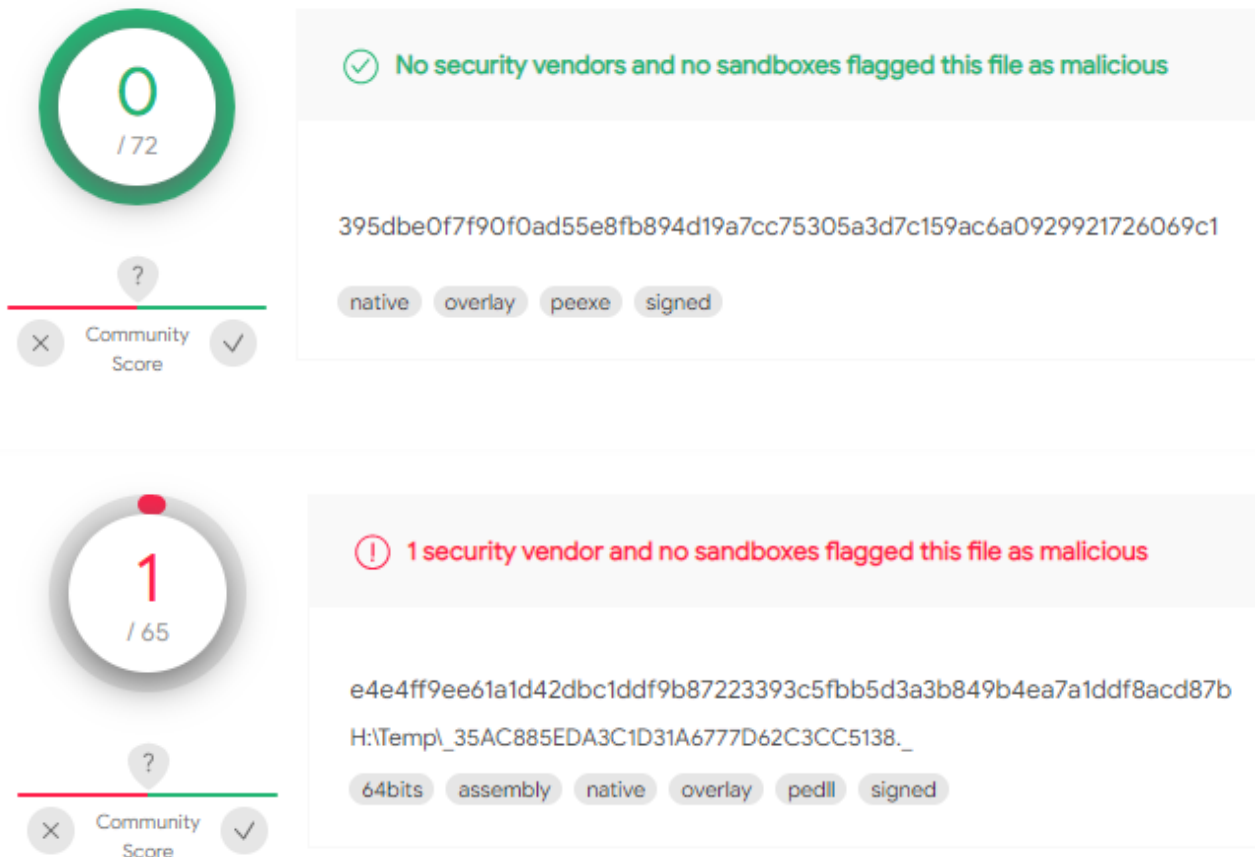 0
/ 72
No security vendors and no sandboxes flagged this file as malicious
395dbe0f7f90f0ad55e8fb894d19a7cc75305a3d7c159ac6a0929921726069c1
native overlay peexe signed
?
Community
Score
1
/ 65
1 security vendor and no sandboxes flagged this file as malicious
e4e4ff9ee61a1d42dbc1ddf9b87223393c5fbb5d3a3b849b4ea7a1ddf8acd87b
H:\Temp\_35AC885EDA3C1D31A6777D62C3CC5138._
64bits assembly native overlay pedll signed
?
Community
Score